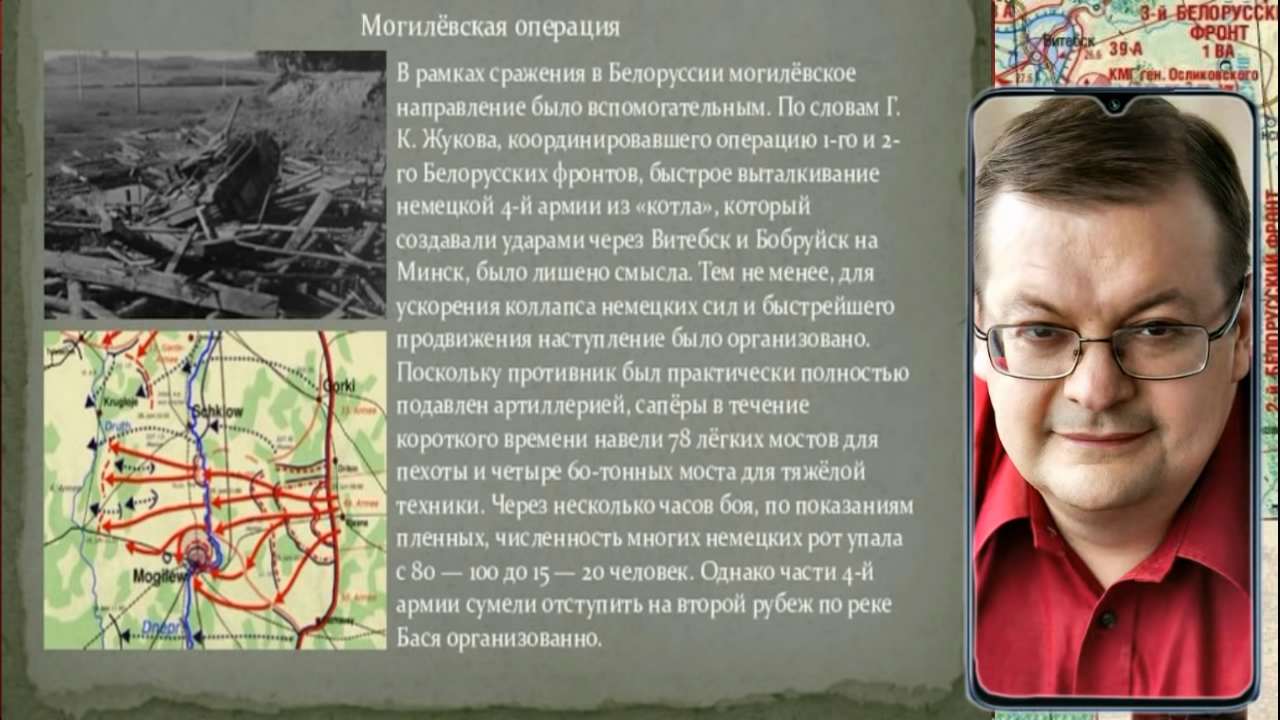 Могилёвская операция
В рамках сражения в Белоруссии могилёвское
направление было вспомогательным. По словам Г.
К. Жукова, координировавшего операцию 1-го и 2-
го Белорусских фронтов, быстрое выталкивание
немецкой 4-й армии из «котла», который
создавали ударами через Витебск и Бобруйск на
Минск, было лишено смысла. Тем не менее, для
ускорения коллапса немецких сил и быстрейшего
продвижения наступление было организовано.
Поскольку противник был практически полностью
подавлен артиллерией, сапёры в течение
короткого времени навели 78 лёгких мостов для
пехоты и четыре 60-тонных моста для тяжёлой
техники. Через несколько часов боя, по показаниям
пленных, численность многих немецких рот упала
с 80 — 100 до 15 — 20 человек. Однако части 4-й
армии сумели отступить на второй рубеж по реке
Бася организованно.
Gorki
Krugloje
Schklow
Druth
Mogilew
Dnepr
3-й БЕЛОРУССК
ФРОНТ
1 ВА
Витебск
39 А
КМГ ген. Осликовского
2-й БЕЛОРУССКИЙ ФРОНТ